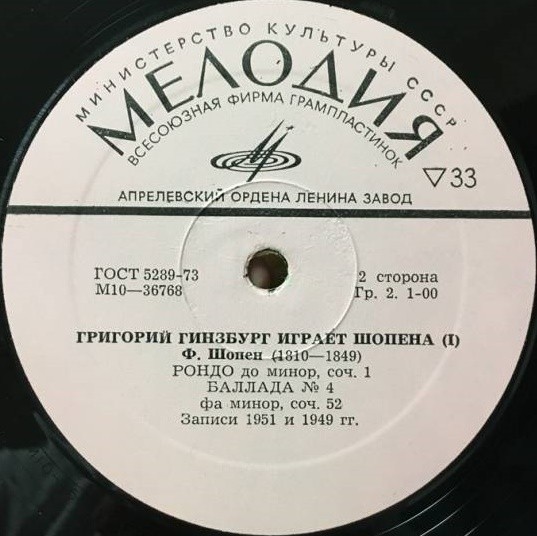 МИНИСТЕРСТВО КУЛЬТУРЫ СССР
МЕЛОДИЯ
ВСЕСОЮЗНАЯ ФИРМА ГРАМПЛАСТИНОК
▽33
АПРЕЛЕВСКИЙ ОРДЕНА ЛЕНИНА ЗАВОД
ГОСТ 5289-73
М10—36768
2 сторона
Гр. 2. 1-00
ГРИГОРИЙ ГИНЗБУРГ ИГРАЕТ ШОПЕНА (I)
Ф. Шопен (1810—1849)
РОНДО до минор, соч. 1
БАЛЛАДА № 4
фа минор, соч. 52
Записи 1951 и 1949 гг.